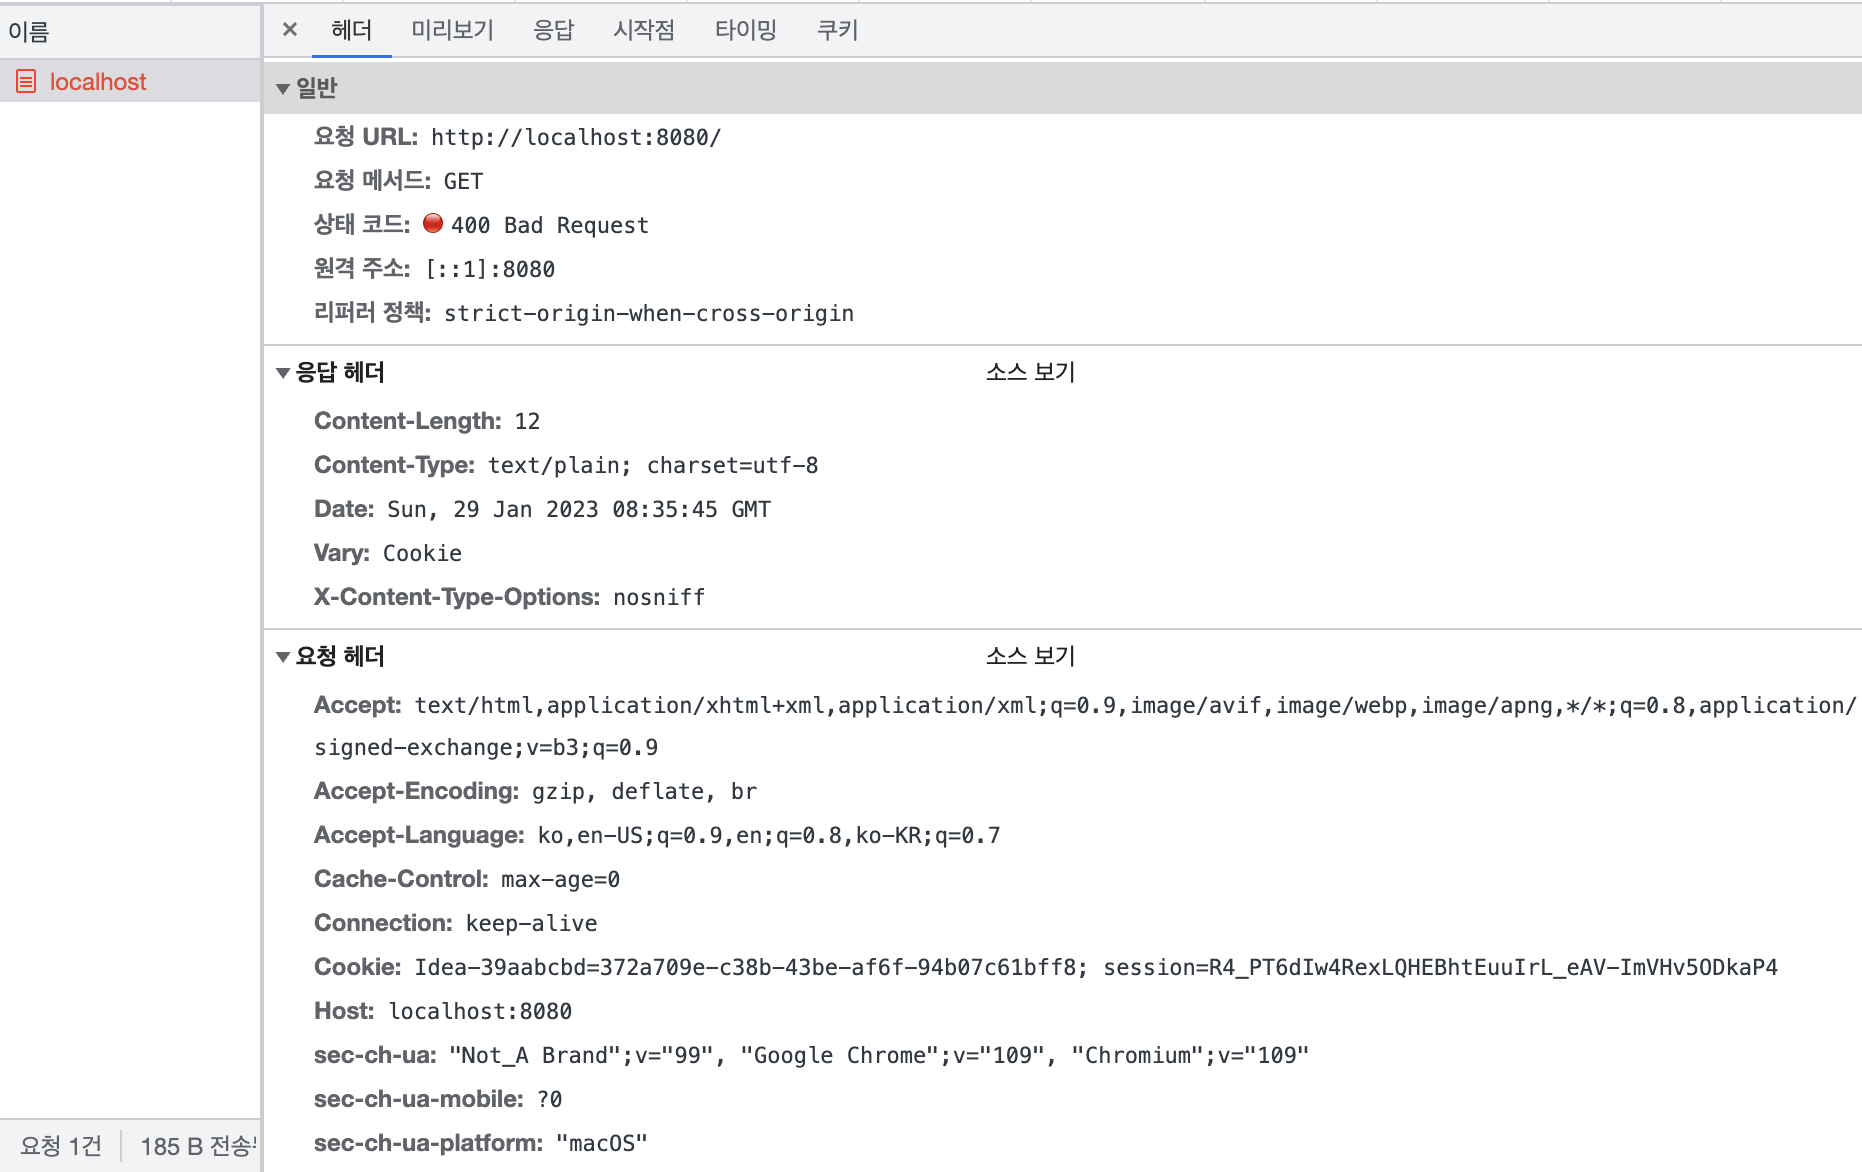 이름
localhost
× 헤더 미리보기 응답 시작점 타이밍 쿠키
▼ 일반
요청 URL: http://localhost:8080/
요청 메서드: GET
상태 코드: 400 Bad Request
원격 주소: [::1]:8080
리퍼러 정책: strict-origin-when-cross-origin
▼ 응답 헤더 소스 보기
Content-Length: 12
Content-Type: text/plain; charset=utf-8
Date: Sun, 29 Jan 2023 08:35:45 GMT
Vary: Cookie
X-Content-Type-Options: nosniff
▼ 요청 헤더 소스 보기
Accept: text/html,application/xhtml+xml,application/xml;q=0.9,image/avif,image/webp,image/apng,*/*;q=0.8,application/
signed-exchange;v=b3;q=0.9
Accept-Encoding: gzip, deflate, br
Accept-Language: ko,en-US;q=0.9,en;q=0.8,ko-KR;q=0.7
Cache-Control: max-age=0
Connection: keep-alive
Cookie: Idea-39aabcbd=372a709e-c38b-43be-af6f-94b07c61bff8; session=R4_PT6dIw4RexLQHEBhtEuuIrL_eAV-ImVHv5ODkaP4
Host: localhost:8080
sec-ch-ua: "Not_A Brand";v="99", "Google Chrome";v="109", "Chromium";v="109"
sec-ch-ua-mobile: ?0
sec-ch-ua-platform: "macOS"
요청 1건 185 B 전송